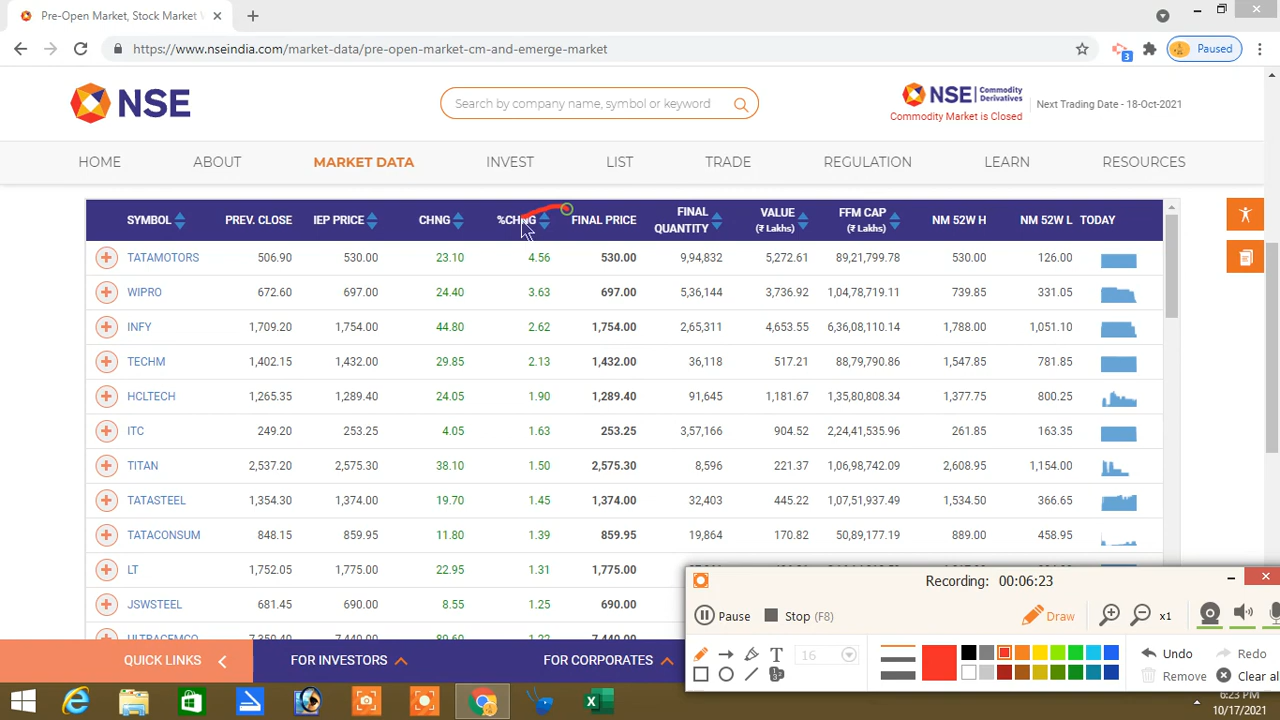 Pre-Open Market, Stock Market
https://www.nseindia.com/market-data/pre-open-market-cm-and-emerge-market
3
Paused
NSE
Search by company name, symbol or keyword
NSE Commodity Derivatives
Commodity Market is Closed
Next Trading Date - 18-Oct-2021
HOME ABOUT MARKET DATA INVEST LIST TRADE REGULATION LEARN RESOURCES
SYMBOL PREV. CLOSE IEP PRICE CHNG %CHNG FINAL PRICE FINAL QUANTITY VALUE (₹ Lakhs) FFM CAP (₹ Lakhs) NM 52W H NM 52W L TODAY
TATAMOTORS 506.90 530.00 23.10 4.56 530.00 9,94,832 5,272.61 89,21,799.78 530.00 126.00
WIPRO 672.60 697.00 24.40 3.63 697.00 5,36,144 3,736.92 1,04,78,719.11 739.85 331.05
INFY 1,709.20 1,754.00 44.80 2.62 1,754.00 2,65,311 4,653.55 6,36,08,110.14 1,788.00 1,051.10
TECHM 1,402.15 1,432.00 29.85 2.13 1,432.00 36,118 517.21 88,79,790.86 1,547.85 781.85
HCLTECH 1,265.35 1,289.40 24.05 1.90 1,289.40 91,645 1,181.67 1,35,80,808.34 1,377.75 800.25
ITC 249.20 253.25 4.05 1.63 253.25 3,57,166 904.52 2,24,41,535.96 261.85 163.35
TITAN 2,537.20 2,575.30 38.10 1.50 2,575.30 8,596 221.37 1,06,98,742.09 2,608.95 1,154.00
TATASTEEL 1,354.30 1,374.00 19.70 1.45 1,374.00 32,403 445.22 1,07,51,937.49 1,534.50 366.65
TATACONSUM 848.15 859.95 11.80 1.39 859.95 19,864 170.82 50,89,177.19 889.00 458.95
LT 1,752.05 1,775.00 22.95 1.31 1,775.00
JSWSTEEL 681.45 690.00 8.55 1.25 690.00
ULTRACEMCO 7,350.40 7,440.00 89.60 1.22 7,440.00
Recording: 00:06:23
Pause Stop (F8) Draw x1
T 16 Undo Redo
Remove Clear al
QUICK LINKS FOR INVESTORS FOR CORPORATES
6:23 PM
10/17/2021